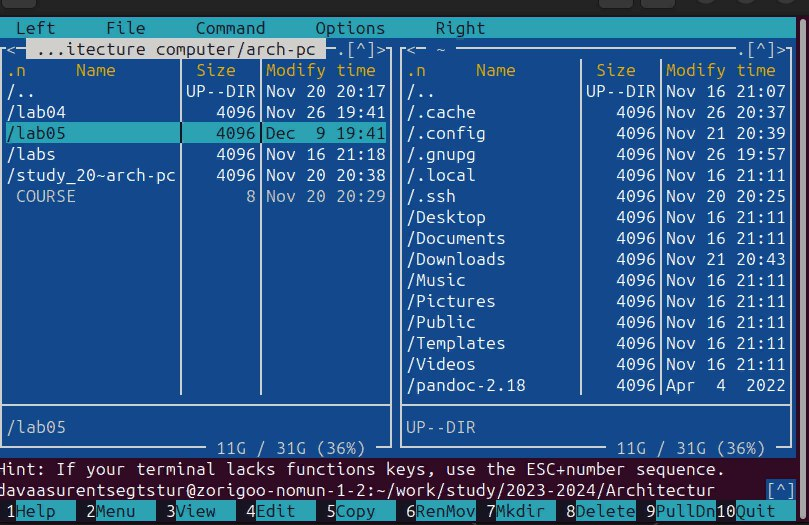 Left File Command Options Right
<- ...itecture computer/arch-pc .[^]> <- ~ .[^]>
.n Name Size Modify time .n Name Size Modify time
/.. UP--DIR Nov 20 20:17 /.. UP--DIR Nov 16 21:07
/lab04 4096 Nov 26 19:41 /.cache 4096 Nov 26 20:37
/lab05 4096 Dec 9 19:41 /.config 4096 Nov 21 20:39
/labs 4096 Nov 16 21:18 /.gnupg 4096 Nov 26 19:57
/study_20~arch-pc 4096 Nov 20 20:38 /.local 4096 Nov 16 21:11
COURSE 8 Nov 20 20:29 /.ssh 4096 Nov 20 20:25
/Desktop 4096 Nov 16 21:11
/Documents 4096 Nov 16 21:11
/Downloads 4096 Nov 21 20:43
/Music 4096 Nov 16 21:11
/Pictures 4096 Nov 16 21:11
/Public 4096 Nov 16 21:11
/Templates 4096 Nov 16 21:11
/Videos 4096 Nov 16 21:11
/pandoc-2.18 4096 Apr 4 2022
/lab05 UP--DIR
11G / 31G (36%) 11G / 31G (36%)
Hint: If your terminal lacks functions keys, use the ESC+number sequence.
davaasurentsegtstur@zorigoo-nomun-1-2:~/work/study/2023-2024/Architectur [^]
1Help 2Menu 3View 4Edit 5Copy 6RenMov 7Mkdir 8Delete 9PullDn 10Quit